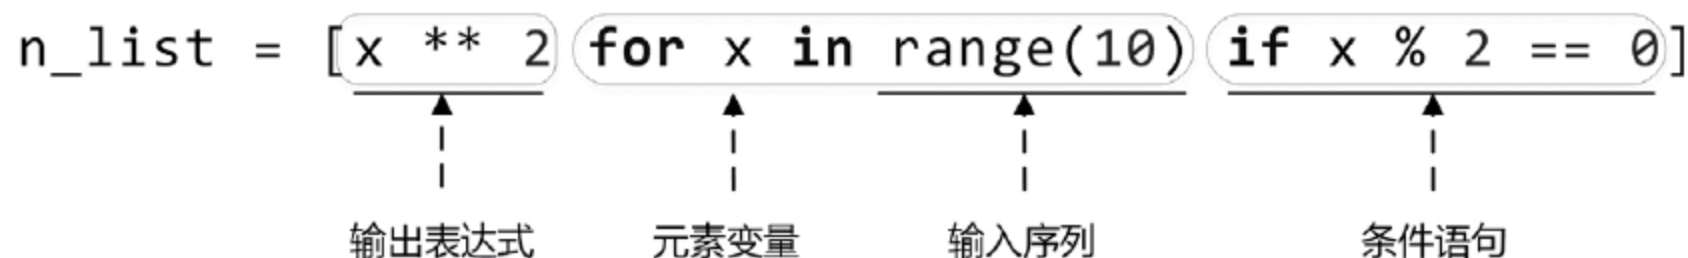 n_list = [x ** 2 for x in range(10) if x % 2 == 0]
输出表达式 元素变量 输入序列 条件语句